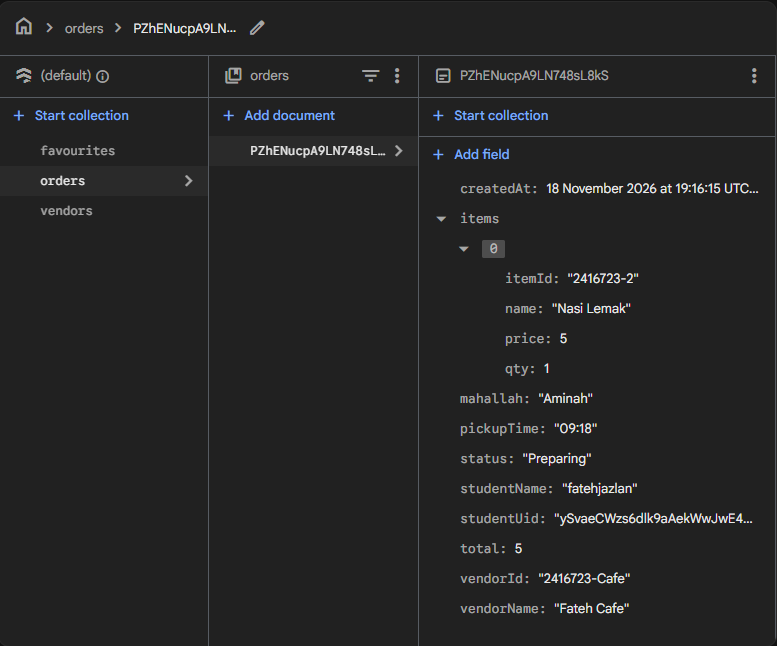 orders PZhENucpA9LN...
(default)
Start collection
favourites
orders
vendors
orders
Add document
PZhENucpA9LN748sL...
PZhENucpA9LN748sL8kS
Start collection
Add field
createdAt: 18 November 2026 at 19:16:15 UTC...
items
0
itemId: "2416723-2"
name: "Nasi Lemak"
price: 5
qty: 1
mahallah: "Aminah"
pickupTime: "09:18"
status: "Preparing"
studentName: "fatehjazlan"
studentUid: "ySvaeCWzs6dlk9aAekWwJwE4...
total: 5
vendorId: "2416723-Cafe"
vendorName: "Fateh Cafe"